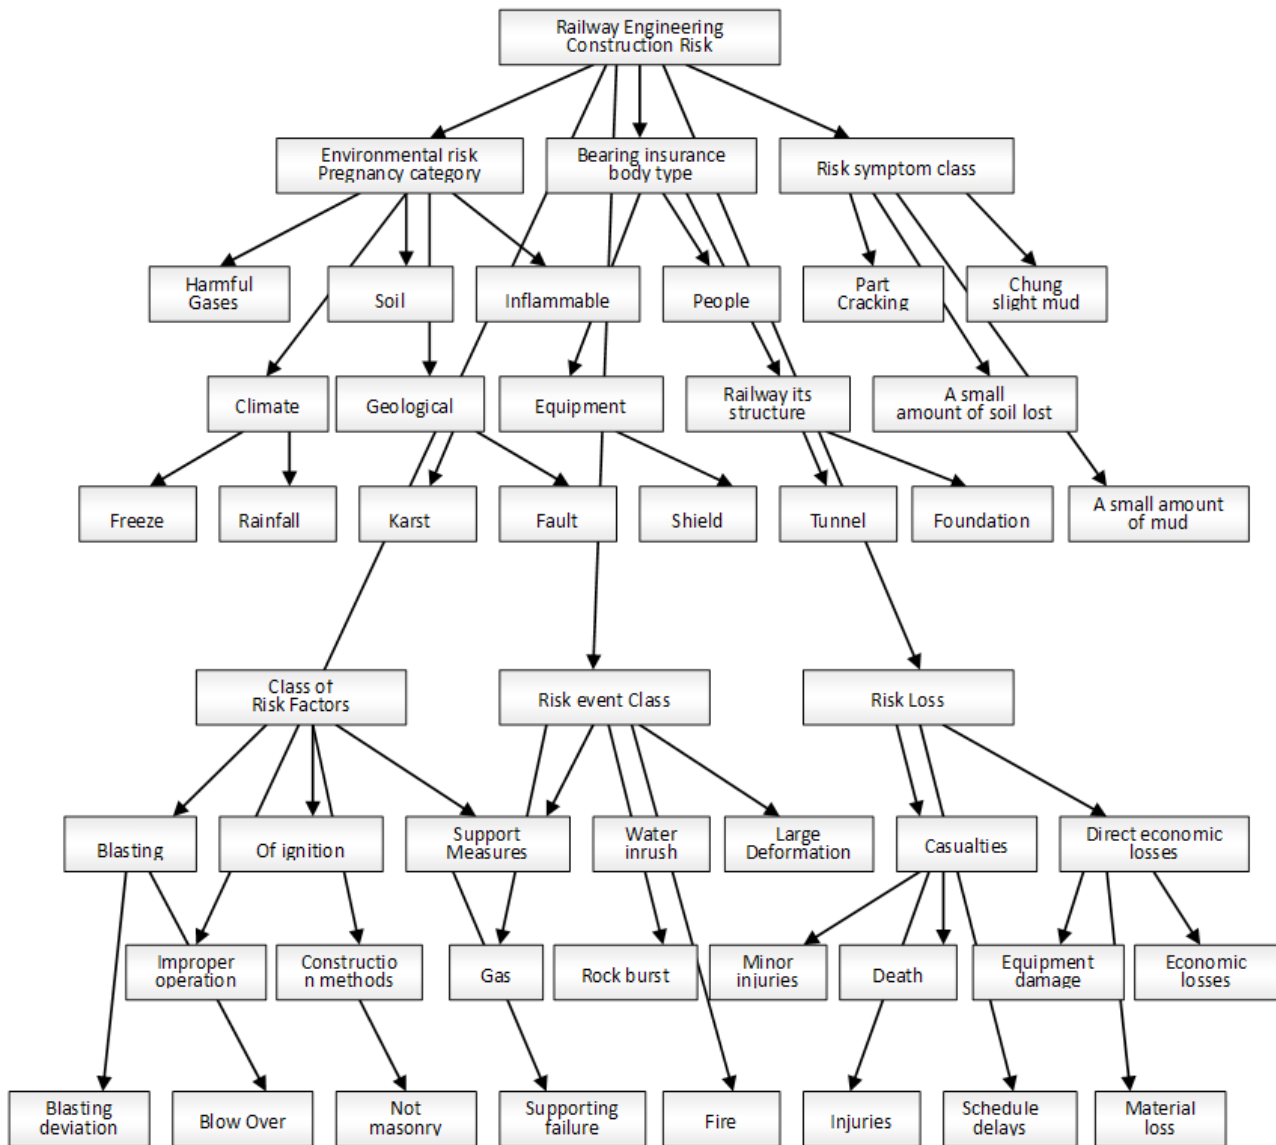 Railway Engineering
Construction Risk
Environmental risk
Pregnancy category
Bearing insurance
body type
Risk symptom class
Harmful
Gases
Soil
Inflammable
People
Part
Cracking
Chung
slight mud
Climate
Geological
Equipment
Railway its
structure
A small
amount of soil lost
Freeze
Rainfall
Karst
Fault
Shield
Tunnel
Foundation
A small amount
of mud
Class of
Risk Factors
Risk event Class
Risk Loss
Blasting
Of ignition
Support
Measures
Water
inrush
Large
Deformation
Casualties
Direct economic
losses
Improper
operation
Constructio
n methods
Gas
Rock burst
Minor
injuries
Death
Equipment
damage
Economic
losses
Blasting
deviation
Blow Over
Not
masonry
Supporting
failure
Fire
Injuries
Schedule
delays
Material
loss